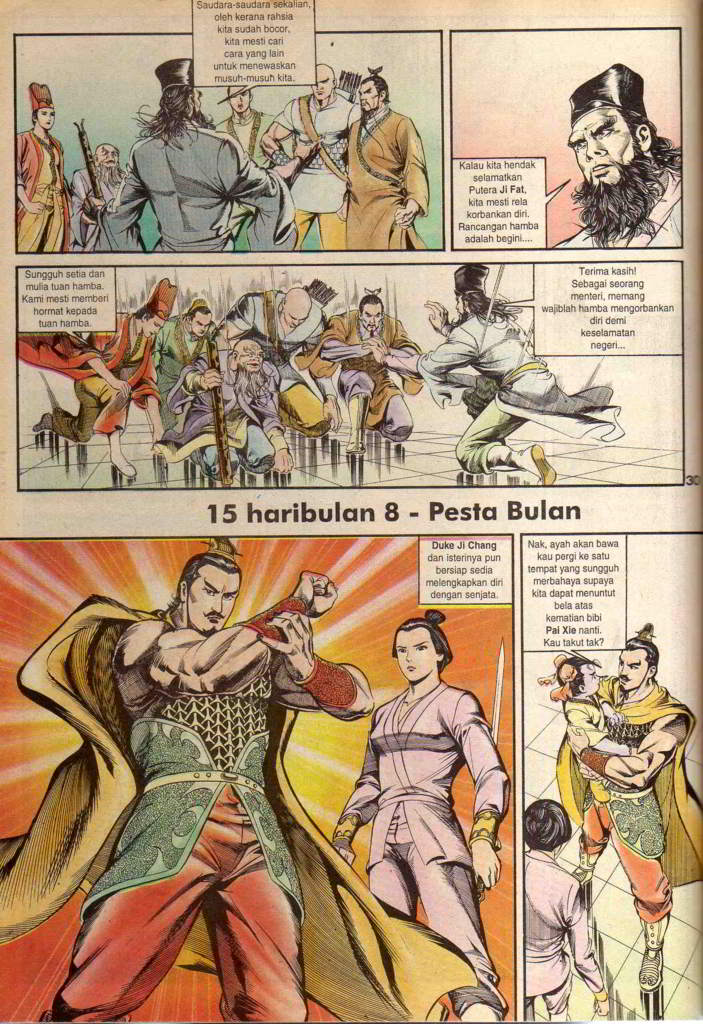 Saudara-saudara sekalian,
oleh kerana rahsia
kita sudah bocor,
kita mesti cari
cara yang lain
untuk menewaskan
musuh-musuh kita.
Kalau kita hendak
selamatkan
Putera Ji Fat,
kita mesti rela
korbankan diri.
Rancangan hamba
adalah begini....
Sungguh setia dan
mulia tuan hamba.
Kami mesti memberi
hormat kepada
tuan hamba.
Terima kasih!
Sebagai seorang
menteri, memang
wajiblah hamba mengorbankan
diri demi
keselamatan
negeri...
30
15 haribulan 8 - Pesta Bulan
Duke Ji Chang
dan isterinya pun
bersiap sedia
melengkapkan diri
dengan senjata.
Nak, ayah akan bawa
kau pergi ke satu
tempat yang sungguh
merbahaya supaya
kita dapat menuntut
bela atas
kematian bibi
Pai Xie nanti.
Kau takut tak?